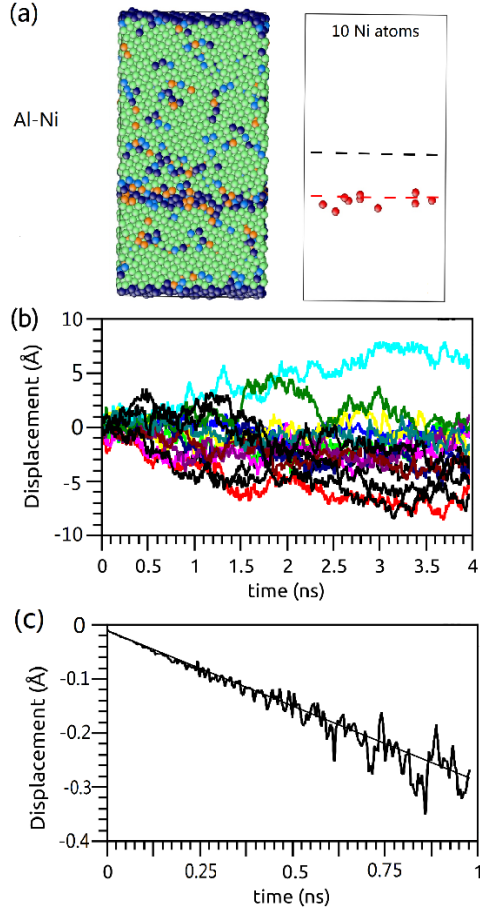 (a)
10 Ni atoms
Al-Ni
(b)
10
5
0
-5
-10
Displacement (Å)
0 0.5 1 1.5 2 2.5 3 3.5 4
time (ns)
(c)
0
-0.1
-0.2
-0.3
-0.4
Displacement (Å)
0 0.25 0.5 0.75 1
time (ns)